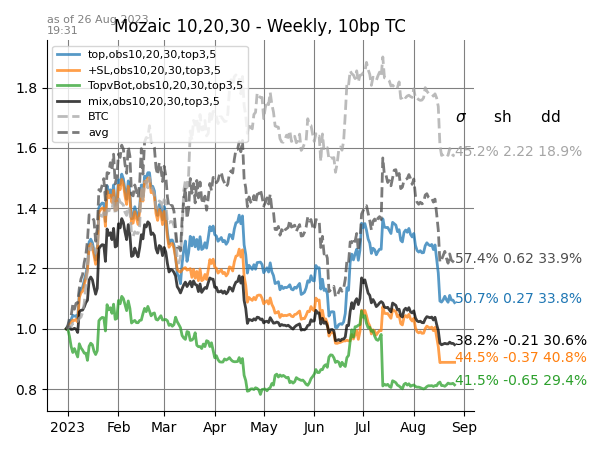 as of 26 Aug 2023
19:31
Mozaic 10,20,30 - Weekly, 10bp TC
top,obs10,20,30,top3,5
+SL,obs10,20,30,top3,5
TopvBot,obs10,20,30,top3,5
mix,obs10,20,30,top3,5
BTC
avg
σ sh dd
45.2% 2.22 18.9%
57.4% 0.62 33.9%
50.7% 0.27 33.8%
38.2% -0.21 30.6%
44.5% -0.37 40.8%
41.5% -0.65 29.4%
1.8
1.6
1.4
1.2
1.0
0.8
2023 Feb Mar Apr May Jun Jul Aug Sep